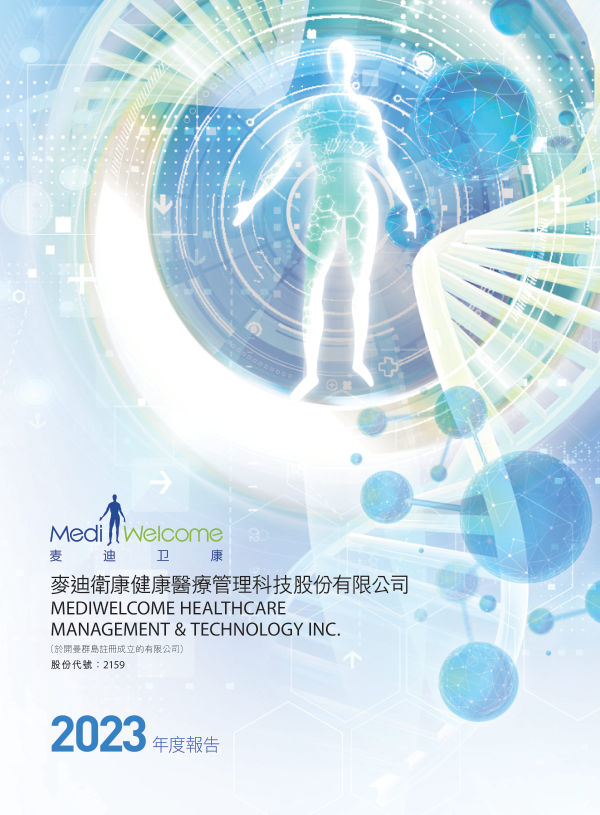 Medi Welcome
麦迪卫康
麥迪衛康健康醫療管理科技股份有限公司
MEDIWELCOME HEALTHCARE
MANAGEMENT & TECHNOLOGY INC.
(於開曼群島註冊成立的有限公司)
股份代號：2159
2023 年度報告